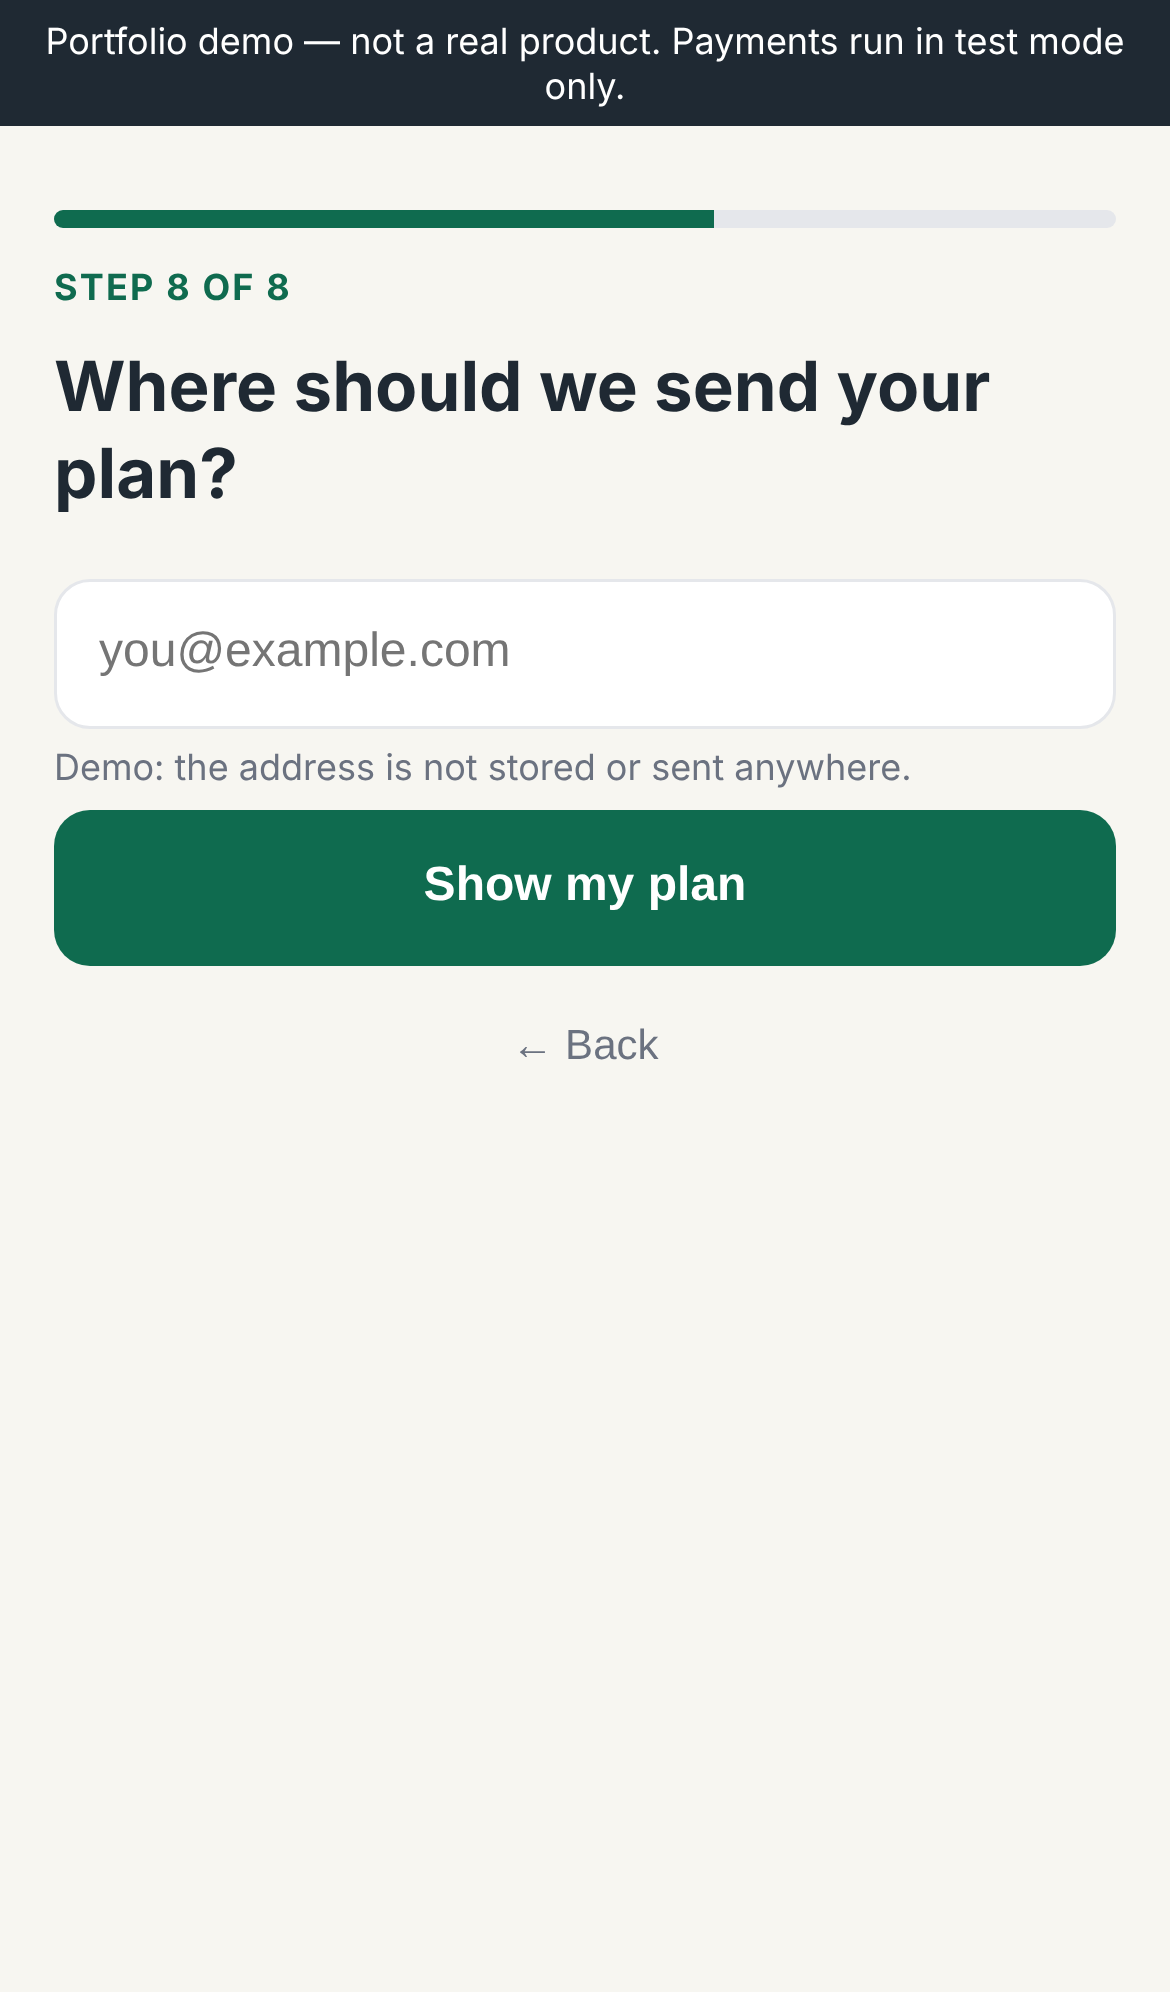 Portfolio demo — not a real product. Payments run in test mode
only.
STEP 8 OF 8
Where should we send your
plan?
you@example.com
Demo: the address is not stored or sent anywhere.
Show my plan
← Back